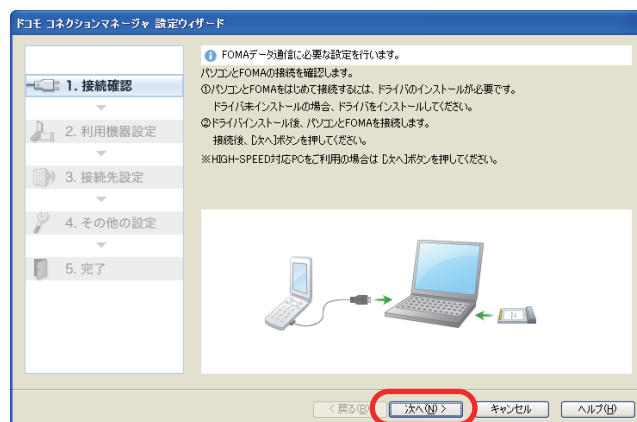 ドコモ コネクションマネージャ 設定ウィザード
1. 接続確認
2. 利用機器設定
3. 接続先設定
4. その他の設定
5. 完了
FOMAデータ通信に必要な設定を行います。
パソコンとFOMAの接続を確認します。
①パソコンとFOMAをはじめて接続するには、ドライバのインストールが必要です。
ドライバ未インストールの場合、ドライバをインストールしてください。
②ドライバインストール後、パソコンとFOMAを接続します。
接続後、[次へ]ボタンを押してください。
※HIGH-SPEED対応PCをご利用の場合は [次へ]ボタンを押してください。
< 戻る(B) 次へ(N) > キャンセル ヘルプ(H)